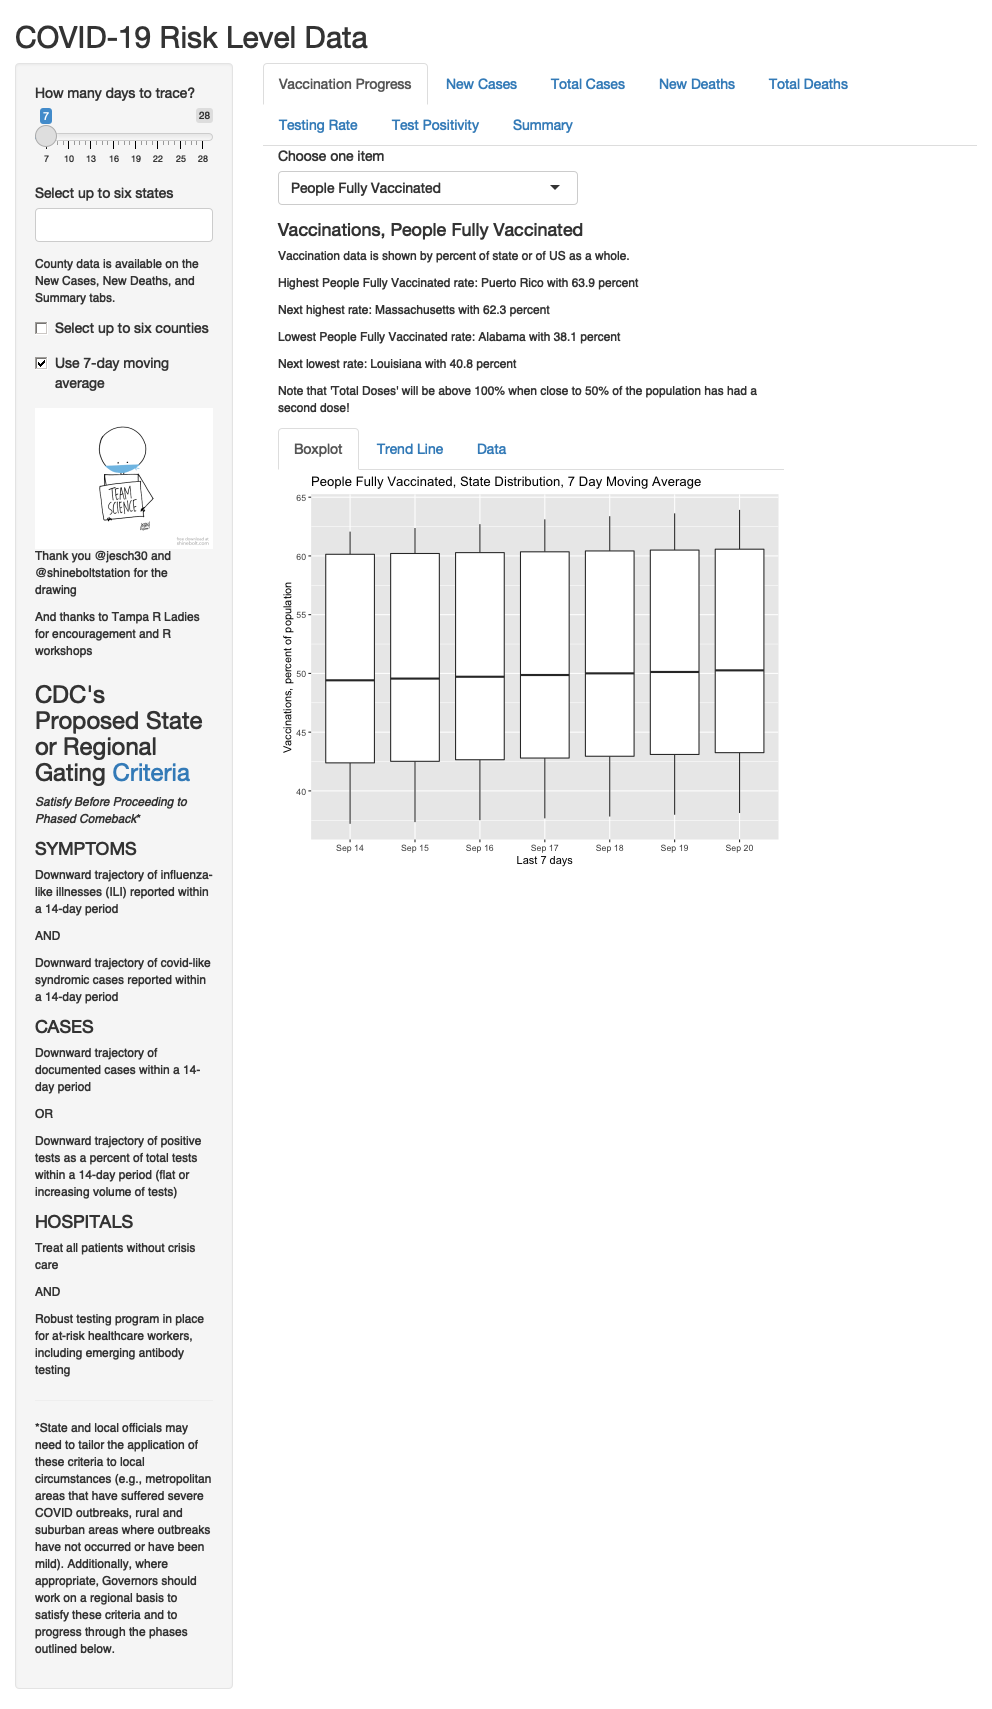 COVID-19 Risk Level Data
How many days to trace?
7 28
7 10 13 16 19 22 25 28
Select up to six states
County data is available on the
New Cases, New Deaths, and
Summary tabs.
Select up to six counties
Use 7-day moving
average
TEAM
SCIENCE
Thank you @jesch30 and
@shineboltstation for the
drawing
And thanks to Tampa R Ladies
for encouragement and R
workshops
CDC's
Proposed State
or Regional
Gating Criteria
Satisfy Before Proceeding to
Phased Comeback*
SYMPTOMS
Downward trajectory of influenza-
like illnesses (ILI) reported within
a 14-day period
AND
Downward trajectory of covid-like
syndromic cases reported within
a 14-day period
CASES
Downward trajectory of
documented cases within a 14-
day period
OR
Downward trajectory of positive
tests as a percent of total tests
within a 14-day period (flat or
increasing volume of tests)
HOSPITALS
Treat all patients without crisis
care
AND
Robust testing program in place
for at-risk healthcare workers,
including emerging antibody
testing
*State and local officials may
need to tailor the application of
these criteria to local
circumstances (e.g., metropolitan
areas that have suffered severe
COVID outbreaks, rural and
suburban areas where outbreaks
have not occurred or have been
mild). Additionally, where
appropriate, Governors should
work on a regional basis to
satisfy these criteria and to
progress through the phases
outlined below.
Vaccination Progress New Cases Total Cases New Deaths Total Deaths
Testing Rate Test Positivity Summary
Choose one item
People Fully Vaccinated
Vaccinations, People Fully Vaccinated
Vaccination data is shown by percent of state or of US as a whole.
Highest People Fully Vaccinated rate: Puerto Rico with 63.9 percent
Next highest rate: Massachusetts with 62.3 percent
Lowest People Fully Vaccinated rate: Alabama with 38.1 percent
Next lowest rate: Louisiana with 40.8 percent
Note that 'Total Doses' will be above 100% when close to 50% of the population has had a
second dose!
Boxplot Trend Line Data
People Fully Vaccinated, State Distribution, 7 Day Moving Average
Vaccinations, percent of population
65
60
55
50
45
40
Sep 14 Sep 15 Sep 16 Sep 17 Sep 18 Sep 19 Sep 20
Last 7 days